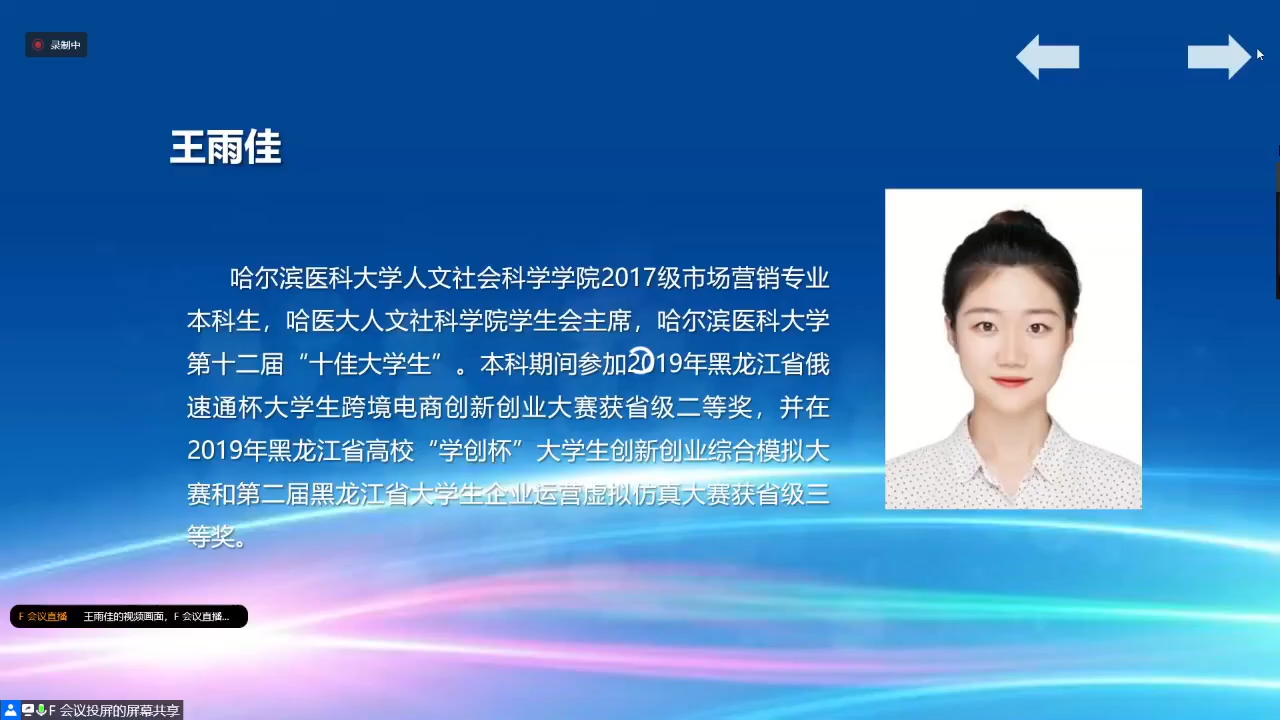 录制中
王雨佳
哈尔滨医科大学人文社会科学学院2017级市场营销专业
本科生，哈医大人文社科学院学生会主席，哈尔滨医科大学
第十二届“十佳大学生”。本科期间参加2019年黑龙江省俄
速通杯大学生跨境电商创新创业大赛获省级二等奖，并在
2019年黑龙江省高校“学创杯”大学生创新创业综合模拟大
赛和第二届黑龙江省大学生企业运营虚拟仿真大赛获省级三
等奖。
F 会议直播 王雨佳的视频画面，F 会议直播...
F 会议投屏的屏幕共享